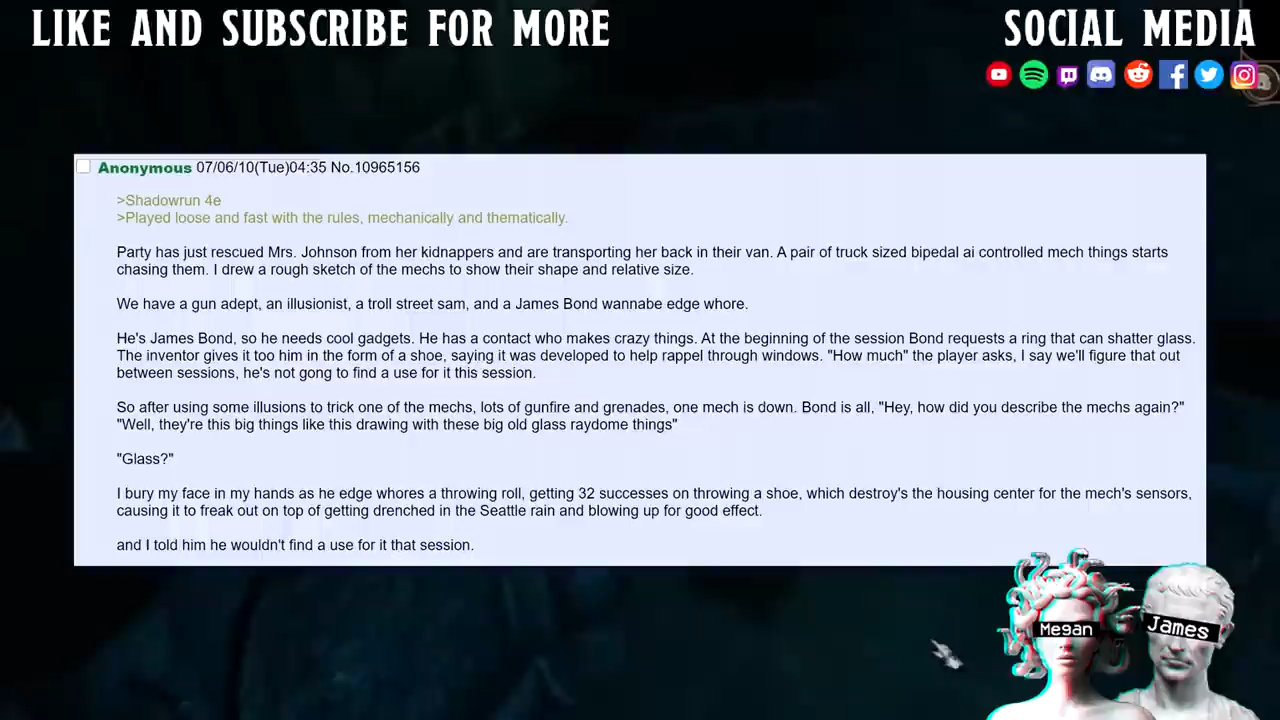 LIKE AND SUBSCRIBE FOR MORE
SOCIAL MEDIA
Anonymous 07/06/10(Tue)04:35 No.10965156
>Shadowrun 4e
>Played loose and fast with the rules, mechanically and thematically.
Party has just rescued Mrs. Johnson from her kidnappers and are transporting her back in their van. A pair of truck sized bipedal ai controlled mech things starts
chasing them. I drew a rough sketch of the mechs to show their shape and relative size.
We have a gun adept, an illusionist, a troll street sam, and a James Bond wannabe edge whore.
He's James Bond, so he needs cool gadgets. He has a contact who makes crazy things. At the beginning of the session Bond requests a ring that can shatter glass.
The inventor gives it too him in the form of a shoe, saying it was developed to help rappel through windows. "How much" the player asks, I say we'll figure that out
between sessions, he's not gong to find a use for it this session.
So after using some illusions to trick one of the mechs, lots of gunfire and grenades, one mech is down. Bond is all, "Hey, how did you describe the mechs again?"
"Well, they're this big things like this drawing with these big old glass raydome things"
"Glass?"
I bury my face in my hands as he edge whores a throwing roll, getting 32 successes on throwing a shoe, which destroy's the housing center for the mech's sensors,
causing it to freak out on top of getting drenched in the Seattle rain and blowing up for good effect.
and I told him he wouldn't find a use for it that session.
Megan
James